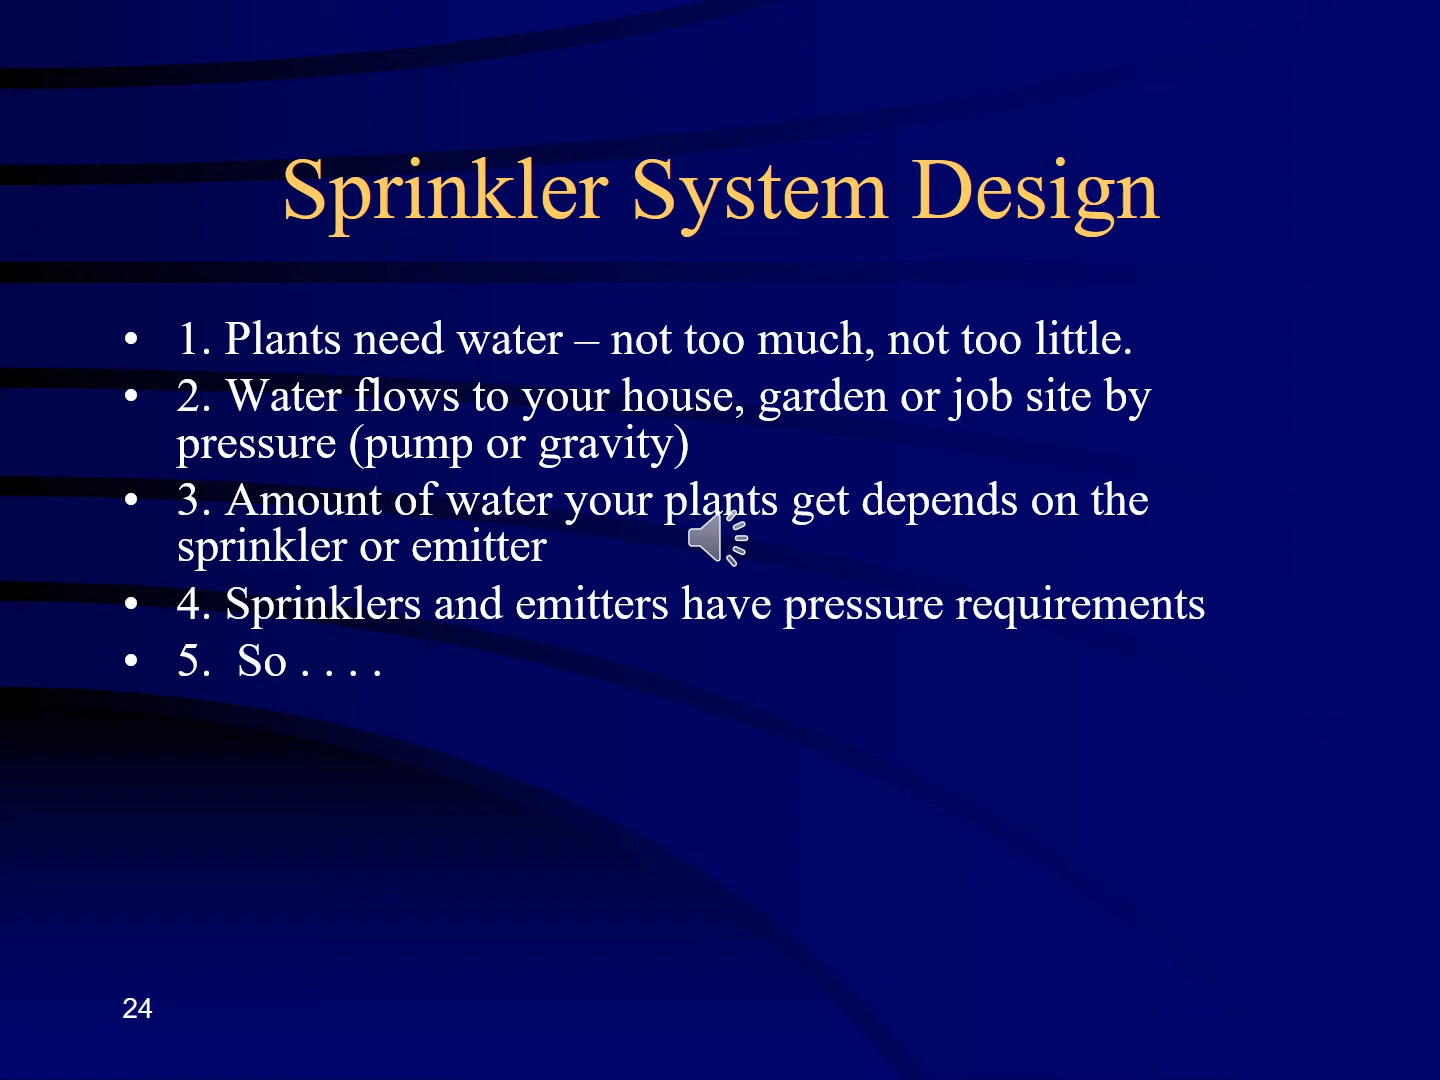 Sprinkler System Design
• 1. Plants need water – not too much, not too little.
• 2. Water flows to your house, garden or job site by
pressure (pump or gravity)
• 3. Amount of water your plants get depends on the
sprinkler or emitter
• 4. Sprinklers and emitters have pressure requirements
• 5.  So . . . .
24